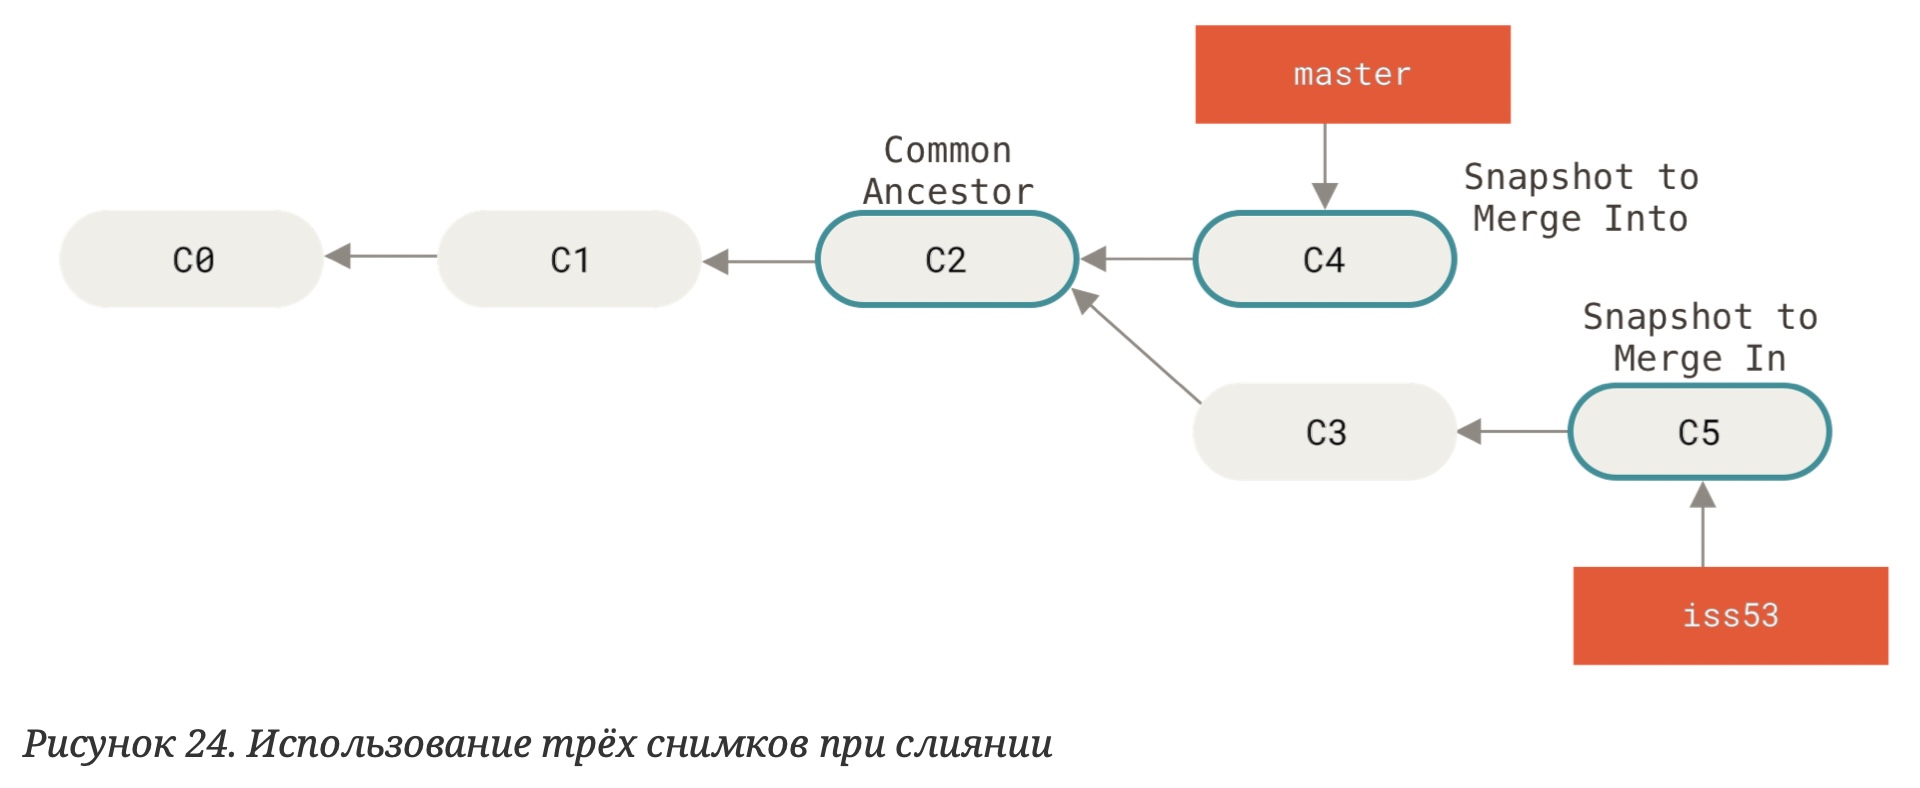 master
Common
Ancestor
Snapshot to
Merge Into
C0
C1
C2
C4
Snapshot to
Merge In
C3
C5
iss53
Рисунок 24. Использование трёх снимков при слиянии